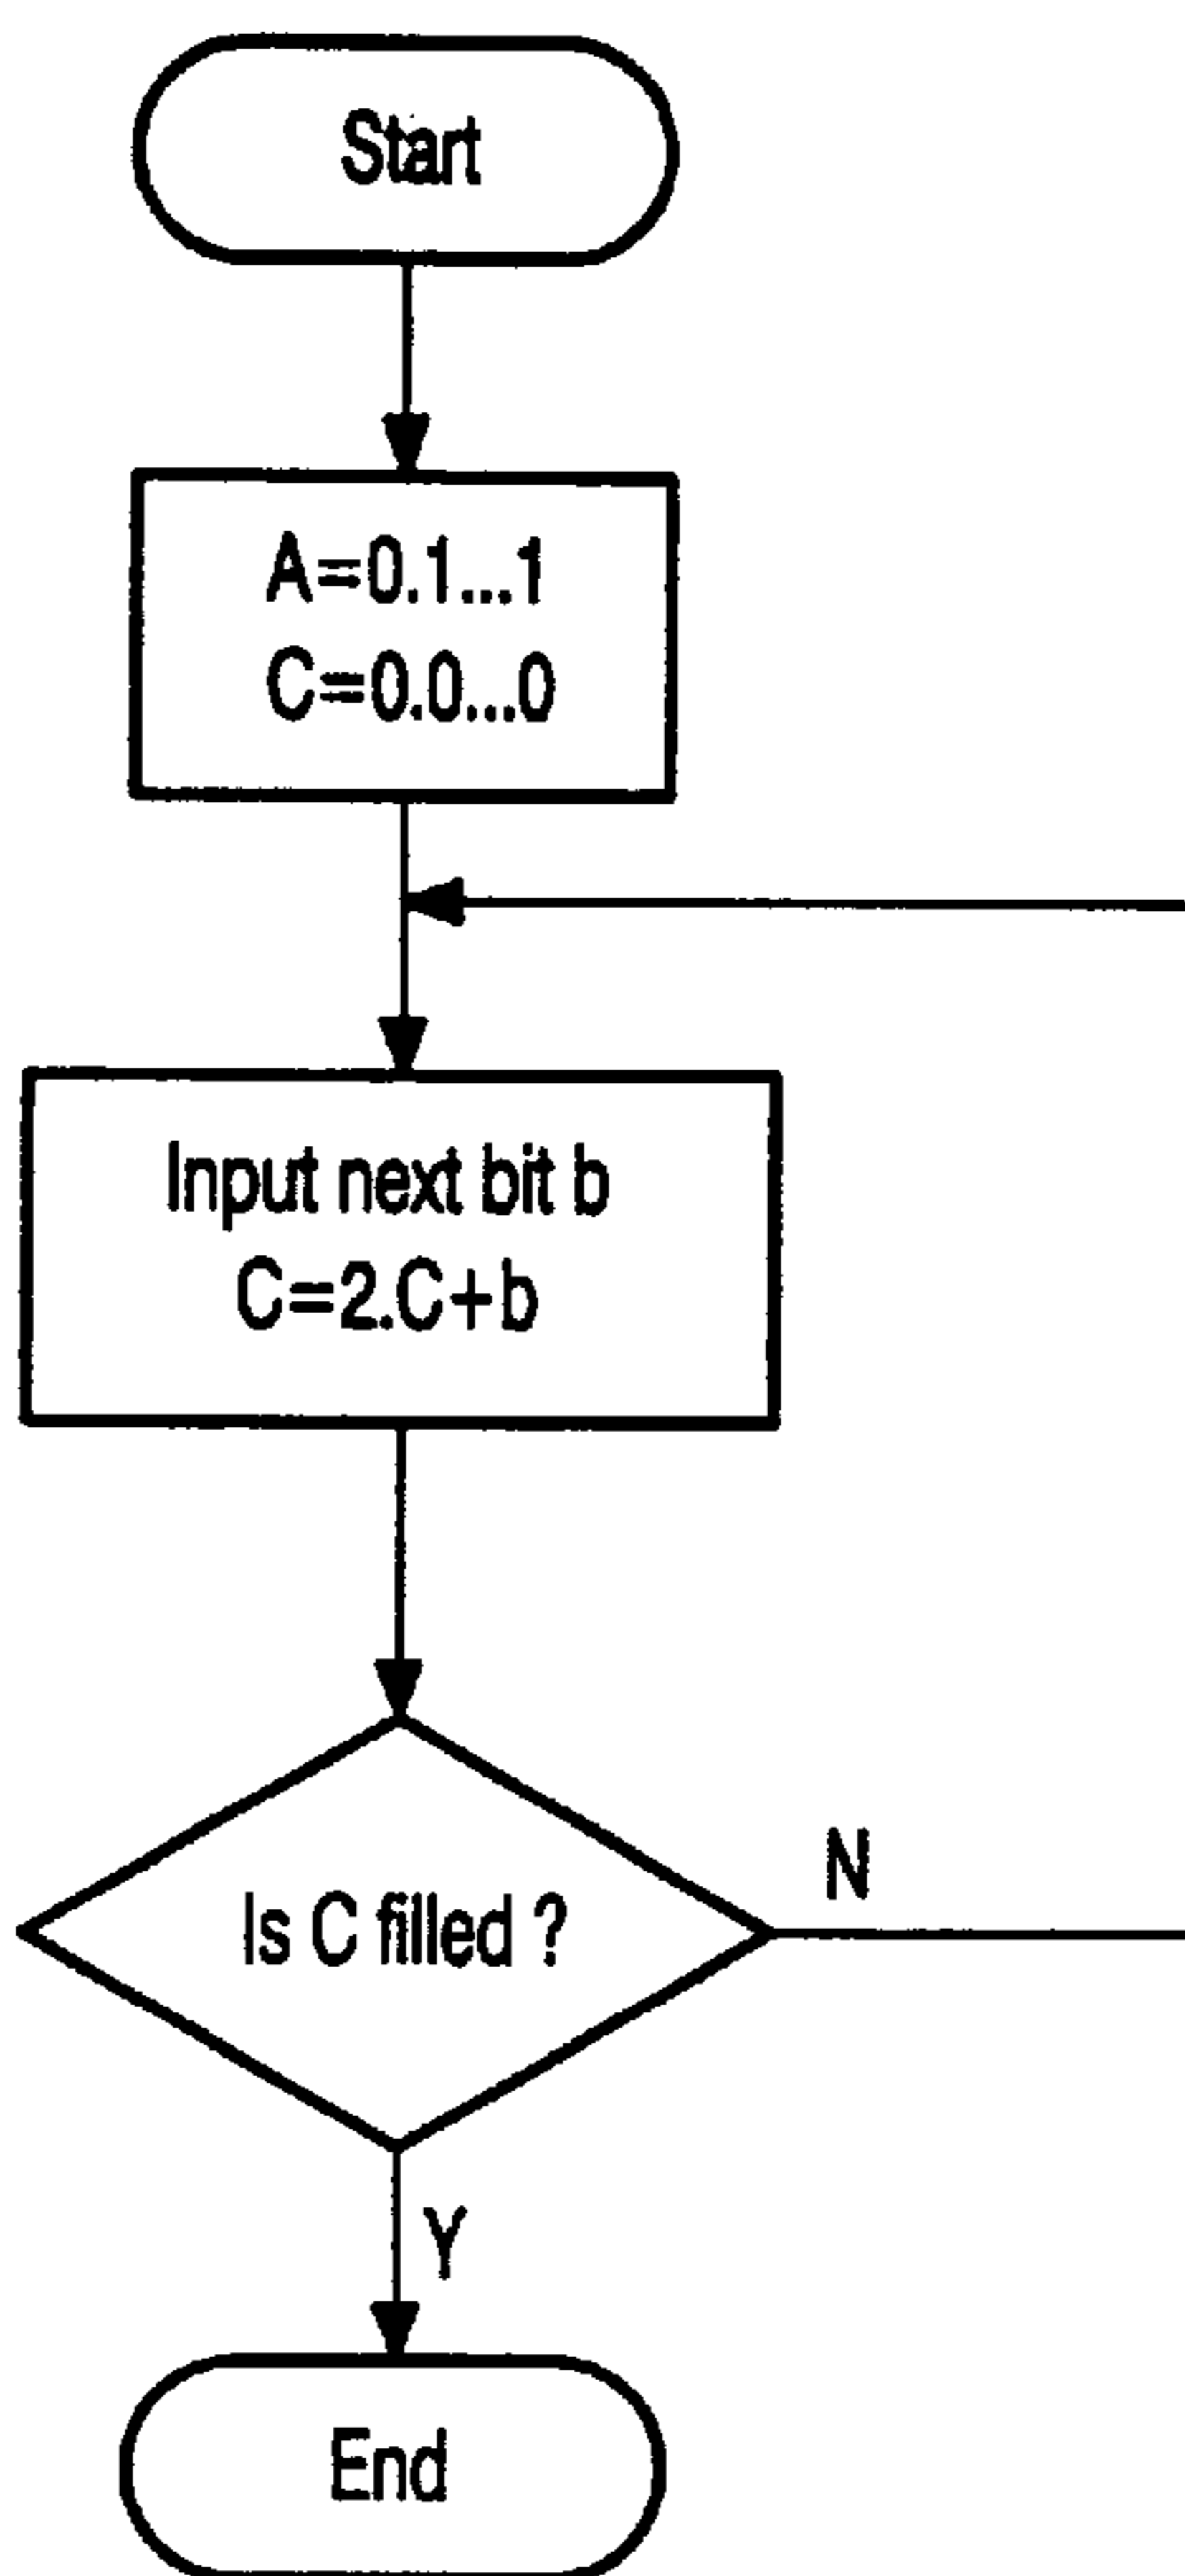 Start
A=0.1...1
C=0.0...0
Input next bit b
C=2.C+b
Is C filled ?
N
Y
End